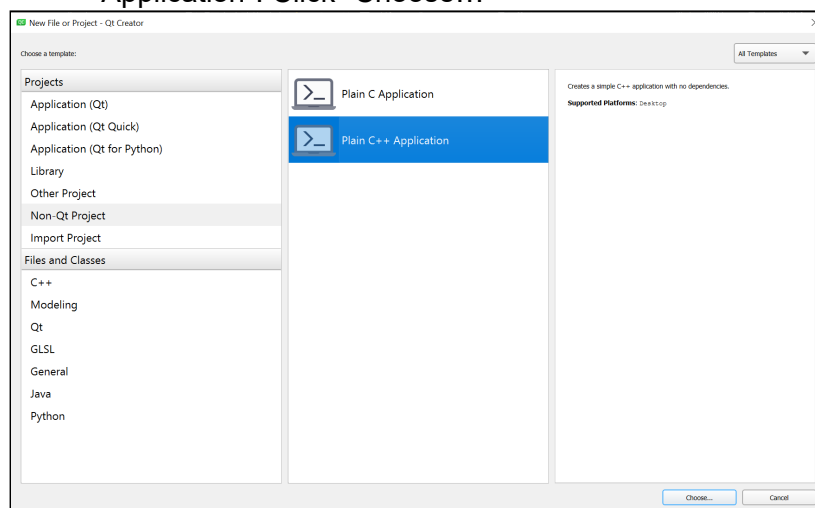 Application". Click "Choose...
New File or Project - Qt Creator
Choose a template:
All Templates
Projects
Application (Qt)
Application (Qt Quick)
Application (Qt for Python)
Library
Other Project
Non-Qt Project
Import Project
Files and Classes
C++
Modeling
Qt
GLSL
General
Java
Python
Plain C Application
Plain C++ Application
Creates a simple C++ application with no dependencies.
Supported Platforms: Desktop
Choose...
Cancel